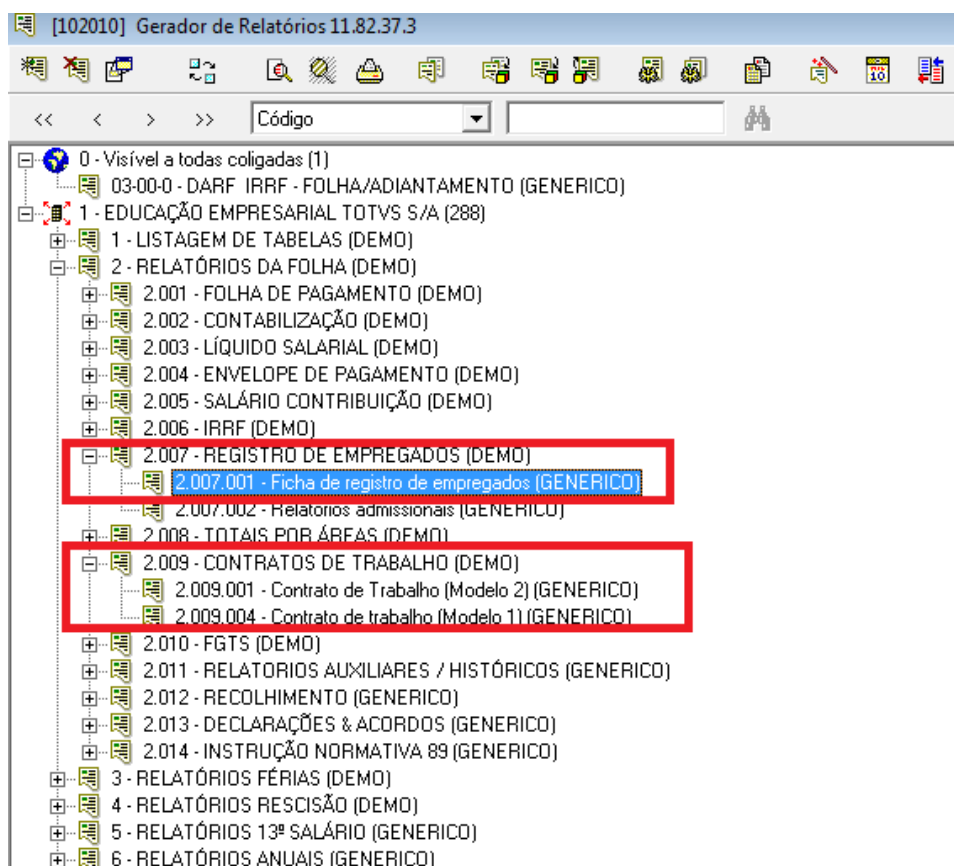 [102010] Gerador de Relatórios 11.82.37.3
10
<< < > >> Código
0 - Visível a todas coligadas (1)
03-00-0 - DARF IRRF - FOLHA/ADIANTAMENTO (GENERICO)
1 - EDUCAÇÃO EMPRESARIAL TOTVS S/A (288)
1 - LISTAGEM DE TABELAS (DEMO)
2 - RELATÓRIOS DA FOLHA (DEMO)
2.001 - FOLHA DE PAGAMENTO (DEMO)
2.002 - CONTABILIZAÇÃO (DEMO)
2.003 - LÍQUIDO SALARIAL (DEMO)
2.004 - ENVELOPE DE PAGAMENTO (DEMO)
2.005 - SALÁRIO CONTRIBUIÇÃO (DEMO)
2.006 - IRRF (DEMO)
2.007 - REGISTRO DE EMPREGADOS (DEMO)
2.007.001 - Ficha de registro de empregados (GENERICO)
2.007.002 - Relatórios admissionais (GENERICO)
2.008 - TOTAIS POR ÁREAS (DEMO)
2.009 - CONTRATOS DE TRABALHO (DEMO)
2.009.001 - Contrato de Trabalho (Modelo 2) (GENERICO)
2.009.004 - Contrato de trabalho (Modelo 1) (GENERICO)
2.010 - FGTS (DEMO)
2.011 - RELATORIOS AUXILIARES / HISTÓRICOS (GENERICO)
2.012 - RECOLHIMENTO (GENERICO)
2.013 - DECLARAÇÕES & ACORDOS (GENERICO)
2.014 - INSTRUÇÃO NORMATIVA 89 (GENERICO)
3 - RELATÓRIOS FÉRIAS (DEMO)
4 - RELATÓRIOS RESCISÃO (DEMO)
5 - RELATÓRIOS 13º SALÁRIO (GENERICO)
6 - RELATÓRIOS ANUAIS (GENERICO)